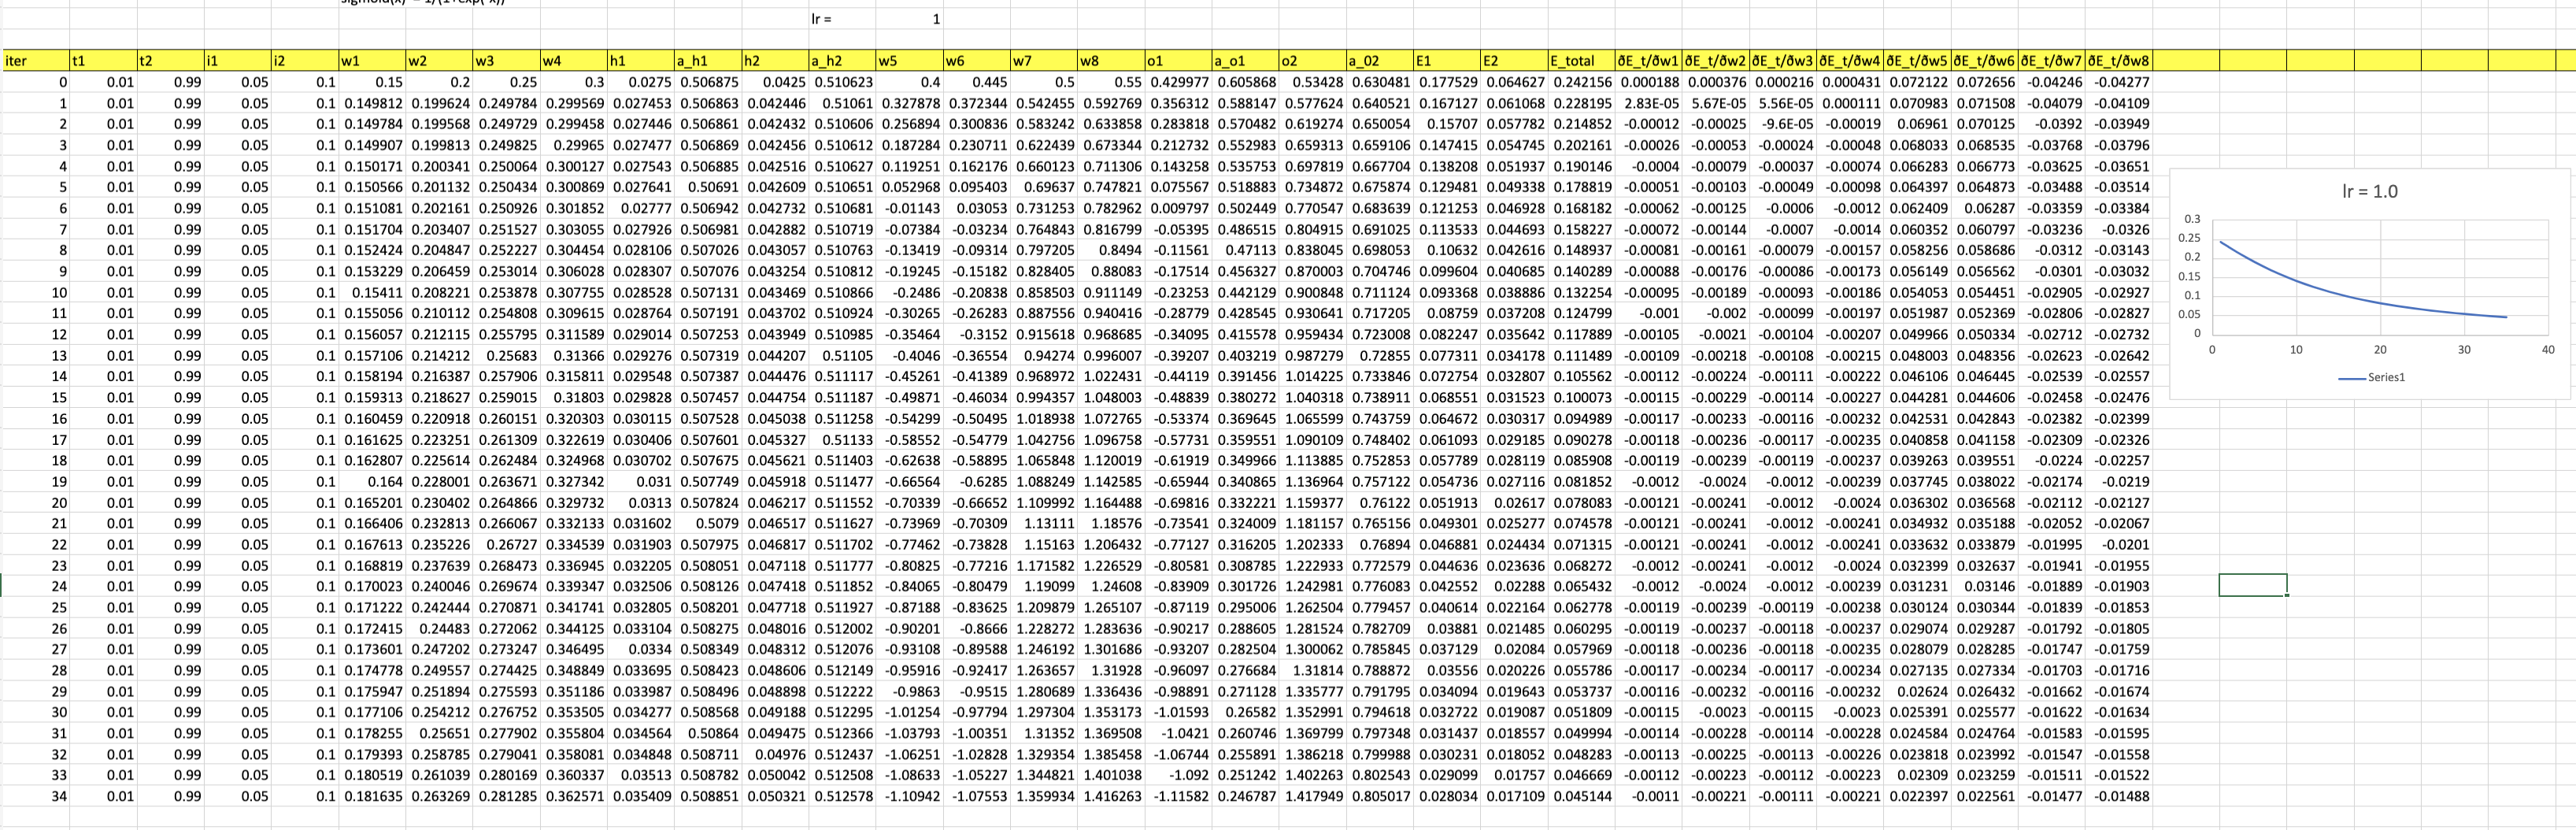 sigmoid(x) = 1/(1+exp(-x))
lr = 1
iter t1 t2 i1 i2 w1 w2 w3 w4 h1 a_h1 h2 a_h2 w5 w6 w7 w8 o1 a_o1 o2 a_02 E1 E2 E_total ðE_t/ðw1 ðE_t/ðw2 ðE_t/ðw3 ðE_t/ðw4 ðE_t/ðw5 ðE_t/ðw6 ðE_t/ðw7 ðE_t/ðw8
0 0.01 0.99 0.05 0.1 0.15 0.2 0.25 0.3 0.0275 0.506875 0.0425 0.510623 0.4 0.445 0.5 0.55 0.429977 0.605868 0.53428 0.630481 0.177529 0.064627 0.242156 0.000188 0.000376 0.000216 0.000431 0.072122 0.072656 -0.04246 -0.04277
1 0.01 0.99 0.05 0.1 0.149812 0.199624 0.249784 0.299569 0.027453 0.506863 0.042446 0.51061 0.327878 0.372344 0.542455 0.592769 0.356312 0.588147 0.577624 0.640521 0.167127 0.061068 0.228195 2.83E-05 5.67E-05 5.56E-05 0.000111 0.070983 0.071508 -0.04079 -0.04109
2 0.01 0.99 0.05 0.1 0.149784 0.199568 0.249729 0.299458 0.027446 0.506861 0.042432 0.510606 0.256894 0.300836 0.583242 0.633858 0.283818 0.570482 0.619274 0.650054 0.15707 0.057782 0.214852 -0.00012 -0.00025 -9.6E-05 -0.00019 0.06961 0.070125 -0.0392 -0.03949
3 0.01 0.99 0.05 0.1 0.149907 0.199813 0.249825 0.29965 0.027477 0.506869 0.042456 0.510612 0.187284 0.230711 0.622439 0.673344 0.212732 0.552983 0.659313 0.659106 0.147415 0.054745 0.202161 -0.00026 -0.00053 -0.00024 -0.00048 0.068033 0.068535 -0.03768 -0.03796
4 0.01 0.99 0.05 0.1 0.150171 0.200341 0.250064 0.300127 0.027543 0.506885 0.042516 0.510627 0.119251 0.162176 0.660123 0.711306 0.143258 0.535753 0.697819 0.667704 0.138208 0.051937 0.190146 -0.0004 -0.00079 -0.00037 -0.00074 0.066283 0.066773 -0.03625 -0.03651
5 0.01 0.99 0.05 0.1 0.150566 0.201132 0.250434 0.300869 0.027641 0.50691 0.042609 0.510651 0.052968 0.095403 0.69637 0.747821 0.075567 0.518883 0.734872 0.675874 0.129481 0.049338 0.178819 -0.00051 -0.00103 -0.00049 -0.00098 0.064397 0.064873 -0.03488 -0.03514
6 0.01 0.99 0.05 0.1 0.151081 0.202161 0.250926 0.301852 0.02777 0.506942 0.042732 0.510681 -0.01143 0.03053 0.731253 0.782962 0.009797 0.502449 0.770547 0.683639 0.121253 0.046928 0.168182 -0.00062 -0.00125 -0.0006 -0.0012 0.062409 0.06287 -0.03359 -0.03384
7 0.01 0.99 0.05 0.1 0.151704 0.203407 0.251527 0.303055 0.027926 0.506981 0.042882 0.510719 -0.07384 -0.03234 0.764843 0.816799 -0.05395 0.486515 0.804915 0.691025 0.113533 0.044693 0.158227 -0.00072 -0.00144 -0.0007 -0.0014 0.060352 0.060797 -0.03236 -0.0326
8 0.01 0.99 0.05 0.1 0.152424 0.204847 0.252227 0.304454 0.028106 0.507026 0.043057 0.510763 -0.13419 -0.09314 0.797205 0.8494 -0.11561 0.47113 0.838045 0.698053 0.10632 0.042616 0.148937 -0.00081 -0.00161 -0.00079 -0.00157 0.058256 0.058686 -0.0312 -0.03143
9 0.01 0.99 0.05 0.1 0.153229 0.206459 0.253014 0.306028 0.028307 0.507076 0.043254 0.510812 -0.19245 -0.15182 0.828405 0.88083 -0.17514 0.456327 0.870003 0.704746 0.099604 0.040685 0.140289 -0.00088 -0.00176 -0.00086 -0.00173 0.056149 0.056562 -0.0301 -0.03032
10 0.01 0.99 0.05 0.1 0.15411 0.208221 0.253878 0.307755 0.028528 0.507131 0.043469 0.510866 -0.2486 -0.20838 0.858503 0.911149 -0.23253 0.442129 0.900848 0.711124 0.093368 0.038886 0.132254 -0.00095 -0.00189 -0.00093 -0.00186 0.054053 0.054451 -0.02905 -0.02927
11 0.01 0.99 0.05 0.1 0.155056 0.210112 0.254808 0.309615 0.028764 0.507191 0.043702 0.510924 -0.30265 -0.26283 0.887556 0.940416 -0.28779 0.428545 0.930641 0.717205 0.08759 0.037208 0.124799 -0.001 -0.002 -0.00099 -0.00197 0.051987 0.052369 -0.02806 -0.02827
12 0.01 0.99 0.05 0.1 0.156057 0.212115 0.255795 0.311589 0.029014 0.507253 0.043949 0.510985 -0.35464 -0.3152 0.915618 0.968685 -0.34095 0.415578 0.959434 0.723008 0.082247 0.035642 0.117889 -0.00105 -0.0021 -0.00104 -0.00207 0.049966 0.050334 -0.02712 -0.02732
13 0.01 0.99 0.05 0.1 0.157106 0.214212 0.25683 0.31366 0.029276 0.507319 0.044207 0.51105 -0.4046 -0.36554 0.94274 0.996007 -0.39207 0.403219 0.987279 0.72855 0.077311 0.034178 0.111489 -0.00109 -0.00218 -0.00108 -0.00215 0.048003 0.048356 -0.02623 -0.02642
14 0.01 0.99 0.05 0.1 0.158194 0.216387 0.257906 0.315811 0.029548 0.507387 0.044476 0.511117 -0.45261 -0.41389 0.968972 1.022431 -0.44119 0.391456 1.014225 0.733846 0.072754 0.032807 0.105562 -0.00112 -0.00224 -0.00111 -0.00222 0.046106 0.046445 -0.02539 -0.02557
15 0.01 0.99 0.05 0.1 0.159313 0.218627 0.259015 0.31803 0.029828 0.507457 0.044754 0.511187 -0.49871 -0.46034 0.994357 1.048003 -0.48839 0.380272 1.040318 0.738911 0.068551 0.031523 0.100073 -0.00115 -0.00229 -0.00114 -0.00227 0.044281 0.044606 -0.02458 -0.02476
16 0.01 0.99 0.05 0.1 0.160459 0.220918 0.260151 0.320303 0.030115 0.507528 0.045038 0.511258 -0.54299 -0.50495 1.018938 1.072765 -0.53374 0.369645 1.065599 0.743759 0.064672 0.030317 0.094989 -0.00117 -0.00233 -0.00116 -0.00232 0.042531 0.042843 -0.02382 -0.02399
17 0.01 0.99 0.05 0.1 0.161625 0.223251 0.261309 0.322619 0.030406 0.507601 0.045327 0.51133 -0.58552 -0.54779 1.042756 1.096758 -0.57731 0.359551 1.090109 0.748402 0.061093 0.029185 0.090278 -0.00118 -0.00236 -0.00117 -0.00235 0.040858 0.041158 -0.02309 -0.02326
18 0.01 0.99 0.05 0.1 0.162807 0.225614 0.262484 0.324968 0.030702 0.507675 0.045621 0.511403 -0.62638 -0.58895 1.065848 1.120019 -0.61919 0.349966 1.113885 0.752853 0.057789 0.028119 0.085908 -0.00119 -0.00239 -0.00119 -0.00237 0.039263 0.039551 -0.0224 -0.02257
19 0.01 0.99 0.05 0.1 0.164 0.228001 0.263671 0.327342 0.031 0.507749 0.045918 0.511477 -0.66564 -0.6285 1.088249 1.142585 -0.65944 0.340865 1.136964 0.757122 0.054736 0.027116 0.081852 -0.0012 -0.0024 -0.0012 -0.00239 0.037745 0.038022 -0.02174 -0.0219
20 0.01 0.99 0.05 0.1 0.165201 0.230402 0.264866 0.329732 0.0313 0.507824 0.046217 0.511552 -0.70339 -0.66652 1.109992 1.164488 -0.69816 0.332221 1.159377 0.76122 0.051913 0.02617 0.078083 -0.00121 -0.00241 -0.0012 -0.0024 0.036302 0.036568 -0.02112 -0.02127
21 0.01 0.99 0.05 0.1 0.166406 0.232813 0.266067 0.332133 0.031602 0.5079 0.046517 0.511627 -0.73969 -0.70309 1.13111 1.18576 -0.73541 0.324009 1.181157 0.765156 0.049301 0.025277 0.074578 -0.00121 -0.00241 -0.0012 -0.00241 0.034932 0.035188 -0.02052 -0.02067
22 0.01 0.99 0.05 0.1 0.167613 0.235226 0.26727 0.334539 0.031903 0.507975 0.046817 0.511702 -0.77462 -0.73828 1.15163 1.206432 -0.77127 0.316205 1.202333 0.76894 0.046881 0.024434 0.071315 -0.00121 -0.00241 -0.0012 -0.00241 0.033632 0.033879 -0.01995 -0.0201
23 0.01 0.99 0.05 0.1 0.168819 0.237639 0.268473 0.336945 0.032205 0.508051 0.047118 0.511777 -0.80825 -0.77216 1.171582 1.226529 -0.80581 0.308785 1.222933 0.772579 0.044636 0.023636 0.068272 -0.0012 -0.00241 -0.0012 -0.0024 0.032399 0.032637 -0.01941 -0.01955
24 0.01 0.99 0.05 0.1 0.170023 0.240046 0.269674 0.339347 0.032506 0.508126 0.047418 0.511852 -0.84065 -0.80479 1.19099 1.24608 -0.83909 0.301726 1.242981 0.776083 0.042552 0.02288 0.065432 -0.0012 -0.0024 -0.0012 -0.00239 0.031231 0.03146 -0.01889 -0.01903
25 0.01 0.99 0.05 0.1 0.171222 0.242444 0.270871 0.341741 0.032805 0.508201 0.047718 0.511927 -0.87188 -0.83625 1.209879 1.265107 -0.87119 0.295006 1.262504 0.779457 0.040614 0.022164 0.062778 -0.00119 -0.00239 -0.00119 -0.00238 0.030124 0.030344 -0.01839 -0.01853
26 0.01 0.99 0.05 0.1 0.172415 0.24483 0.272062 0.344125 0.033104 0.508275 0.048016 0.512002 -0.90201 -0.8666 1.228272 1.283636 -0.90217 0.288605 1.281524 0.782709 0.03881 0.021485 0.060295 -0.00119 -0.00237 -0.00118 -0.00237 0.029074 0.029287 -0.01792 -0.01805
27 0.01 0.99 0.05 0.1 0.173601 0.247202 0.273247 0.346495 0.0334 0.508349 0.048312 0.512076 -0.93108 -0.89588 1.246192 1.301686 -0.93207 0.282504 1.300062 0.785845 0.037129 0.02084 0.057969 -0.00118 -0.00236 -0.00118 -0.00235 0.028079 0.028285 -0.01747 -0.01759
28 0.01 0.99 0.05 0.1 0.174778 0.249557 0.274425 0.348849 0.033695 0.508423 0.048606 0.512149 -0.95916 -0.92417 1.263657 1.31928 -0.96097 0.276684 1.31814 0.788872 0.03556 0.020226 0.055786 -0.00117 -0.00234 -0.00117 -0.00234 0.027135 0.027334 -0.01703 -0.01716
29 0.01 0.99 0.05 0.1 0.175947 0.251894 0.275593 0.351186 0.033987 0.508496 0.048898 0.512222 -0.9863 -0.9515 1.280689 1.336436 -0.98891 0.271128 1.335777 0.791795 0.034094 0.019643 0.053737 -0.00116 -0.00232 -0.00116 -0.00232 0.02624 0.026432 -0.01662 -0.01674
30 0.01 0.99 0.05 0.1 0.177106 0.254212 0.276752 0.353505 0.034277 0.508568 0.049188 0.512295 -1.01254 -0.97794 1.297304 1.353173 -1.01593 0.26582 1.352991 0.794618 0.032722 0.019087 0.051809 -0.00115 -0.0023 -0.00115 -0.0023 0.025391 0.025577 -0.01622 -0.01634
31 0.01 0.99 0.05 0.1 0.178255 0.25651 0.277902 0.355804 0.034564 0.50864 0.049475 0.512366 -1.03793 -1.00351 1.31352 1.369508 -1.0421 0.260746 1.369799 0.797348 0.031437 0.018557 0.049994 -0.00114 -0.00228 -0.00114 -0.00228 0.024584 0.024764 -0.01583 -0.01595
32 0.01 0.99 0.05 0.1 0.179393 0.258785 0.279041 0.358081 0.034848 0.508711 0.04976 0.512437 -1.06251 -1.02828 1.329354 1.385458 -1.06744 0.255891 1.386218 0.799988 0.030231 0.018052 0.048283 -0.00113 -0.00225 -0.00113 -0.00226 0.023818 0.023992 -0.01547 -0.01558
33 0.01 0.99 0.05 0.1 0.180519 0.261039 0.280169 0.360337 0.03513 0.508782 0.050042 0.512508 -1.08633 -1.05227 1.344821 1.401038 -1.092 0.251242 1.402263 0.802543 0.029099 0.01757 0.046669 -0.00112 -0.00223 -0.00112 -0.00223 0.02309 0.023259 -0.01511 -0.01522
34 0.01 0.99 0.05 0.1 0.181635 0.263269 0.281285 0.362571 0.035409 0.508851 0.050321 0.512578 -1.10942 -1.07553 1.359934 1.416263 -1.11582 0.246787 1.417949 0.805017 0.028034 0.017109 0.045144 -0.0011 -0.00221 -0.00111 -0.00221 0.022397 0.022561 -0.01477 -0.01488
lr = 1.0
0.3
0.25
0.2
0.15
0.1
0.05
0
0 10 20 30 40
Series1